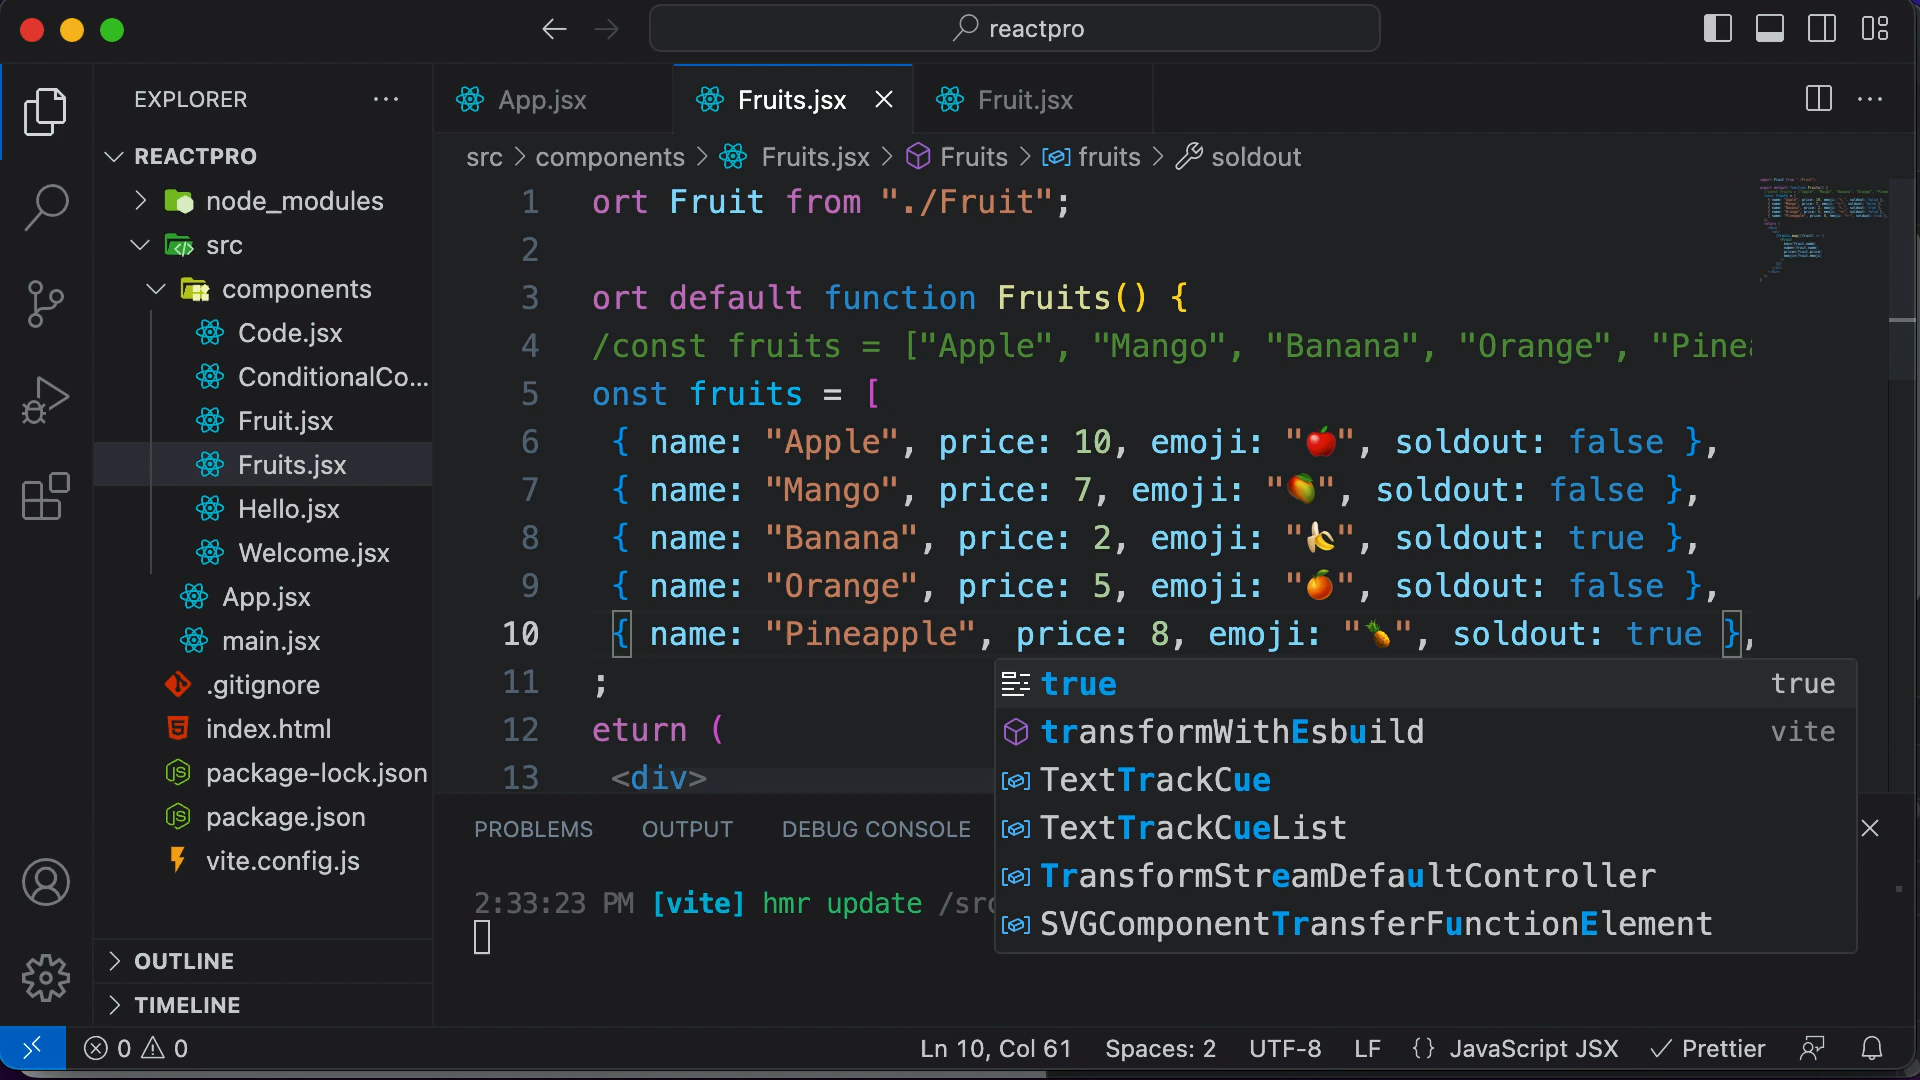 reactpro
EXPLORER
REACTPRO
node_modules
src
components
Code.jsx
ConditionalCo...
Fruit.jsx
Fruits.jsx
Hello.jsx
Welcome.jsx
App.jsx
main.jsx
.gitignore
index.html
package-lock.json
package.json
vite.config.js
OUTLINE
TIMELINE
App.jsx
Fruits.jsx
Fruit.jsx
src > components > Fruits.jsx > Fruits > fruits > soldout
1 ort Fruit from "./Fruit";
2
3 ort default function Fruits() {
4 /const fruits = ["Apple", "Mango", "Banana", "Orange", "Pinea
5 onst fruits = [
6 { name: "Apple", price: 10, emoji: "🍎", soldout: false },
7 { name: "Mango", price: 7, emoji: "🥭", soldout: false },
8 { name: "Banana", price: 2, emoji: "🍌", soldout: true },
9 { name: "Orange", price: 5, emoji: "🍊", soldout: false },
10 { name: "Pineapple", price: 8, emoji: "🍍", soldout: true },
11 ;
12 eturn (
13 <div>
true true
transformWithEsbuild vite
TextTrackCue
TextTrackCueList
TransformStreamDefaultController
SVGComponentTransferFunctionElement
PROBLEMS OUTPUT DEBUG CONSOLE
2:33:23 PM [vite] hmr update /src
0 0
Ln 10, Col 61 Spaces: 2 UTF-8 LF {} JavaScript JSX Prettier